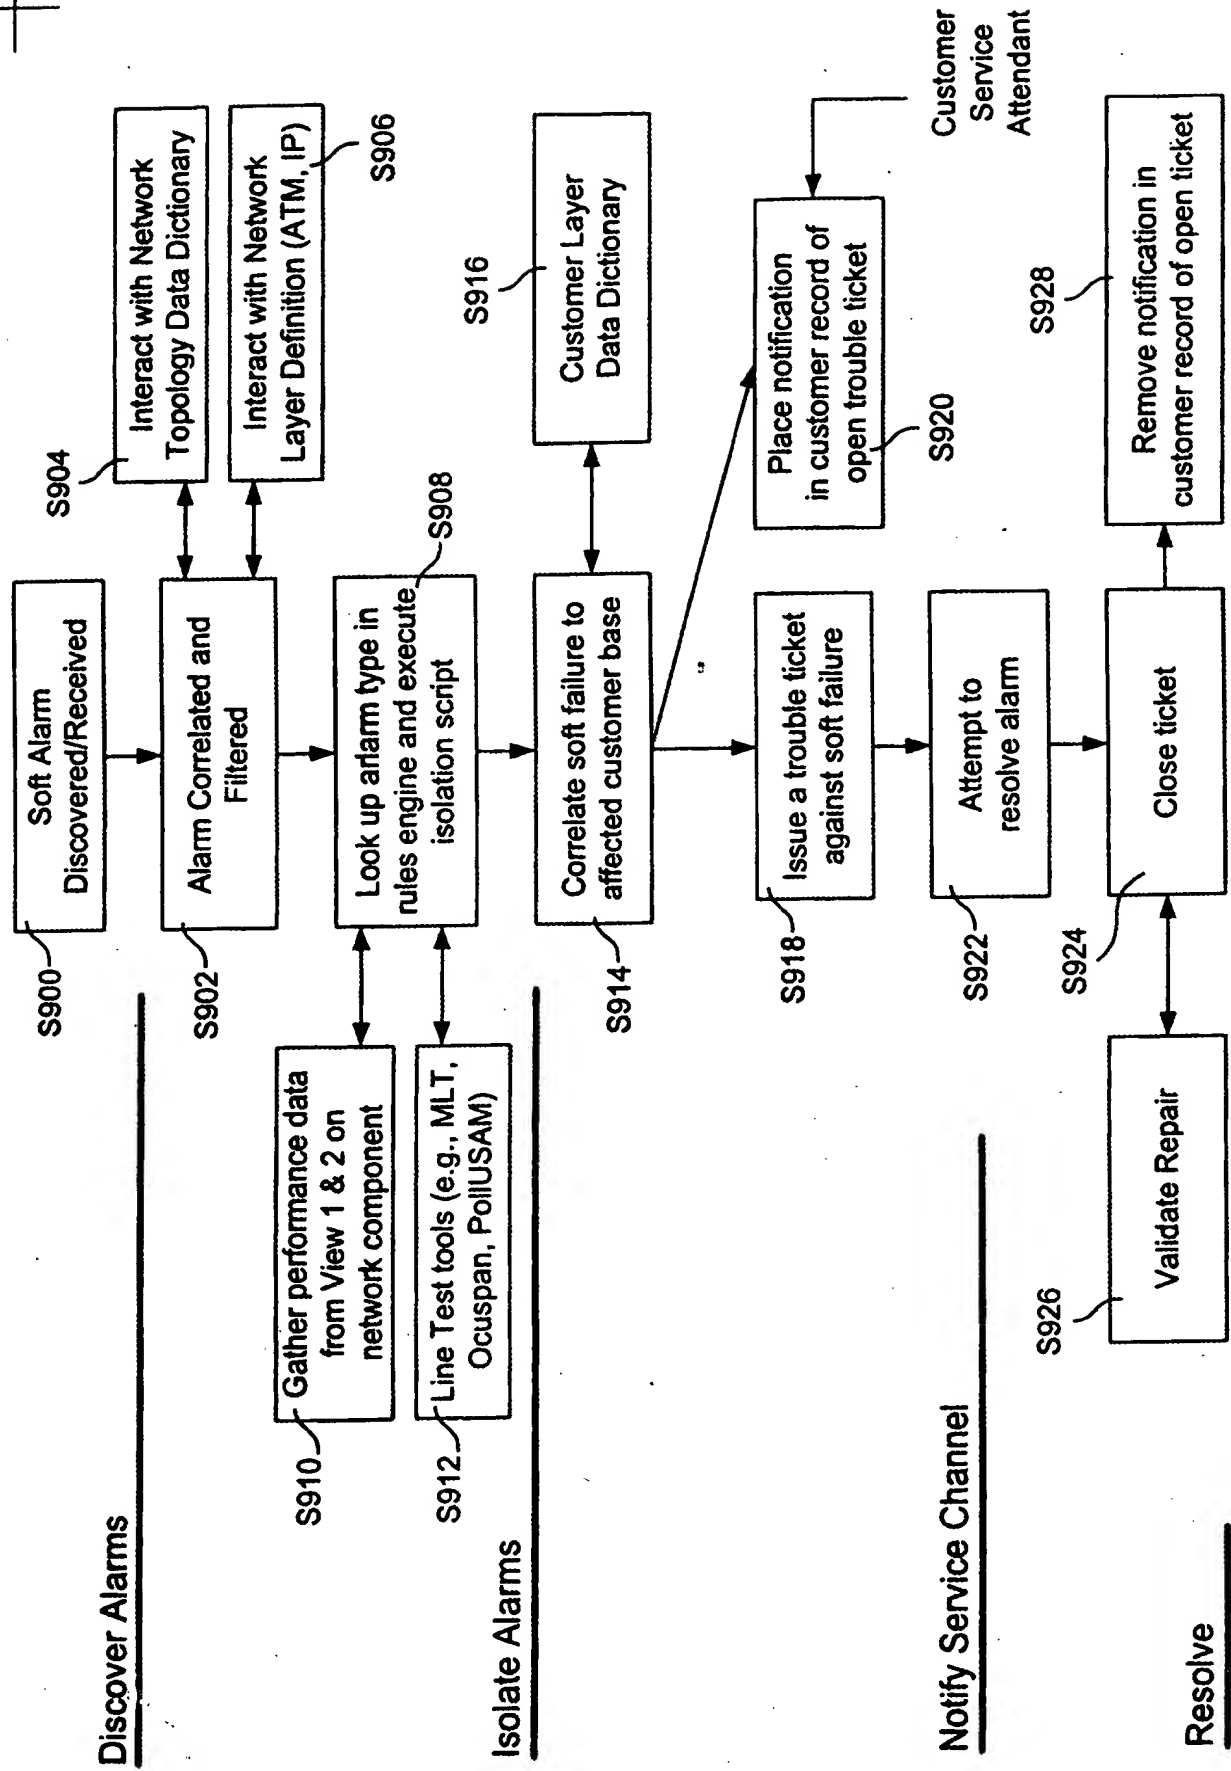 Discover Alarms
S900
Soft Alarm
Discovered/Received
S902
Alarm Correlated and
Filtered
S904
Interact with Network
Topology Data Dictionary
Interact with Network
Layer Definition (ATM, IP)
S906
Isolate Alarms
S910
Gather performance data
from View 1 & 2 on
network component
S912
Line Test tools (e.g., MLT,
Ocuspan, PollUSAM)
Look up arlarm type in
rules engine and execute
isolation script
S908
S914
Correlate soft failure to
affected customer base
S916
Customer Layer
Data Dictionary
Notify Service Channel
S918
Issue a trouble ticket
against soft failure
Place notification
in customer record of
open trouble ticket
S920
Customer
Service
Attendant
S922
Attempt to
resolve alarm
Resolve
S926
Validate Repair
S924
Close ticket
S928
Remove notification in
customer record of open ticket